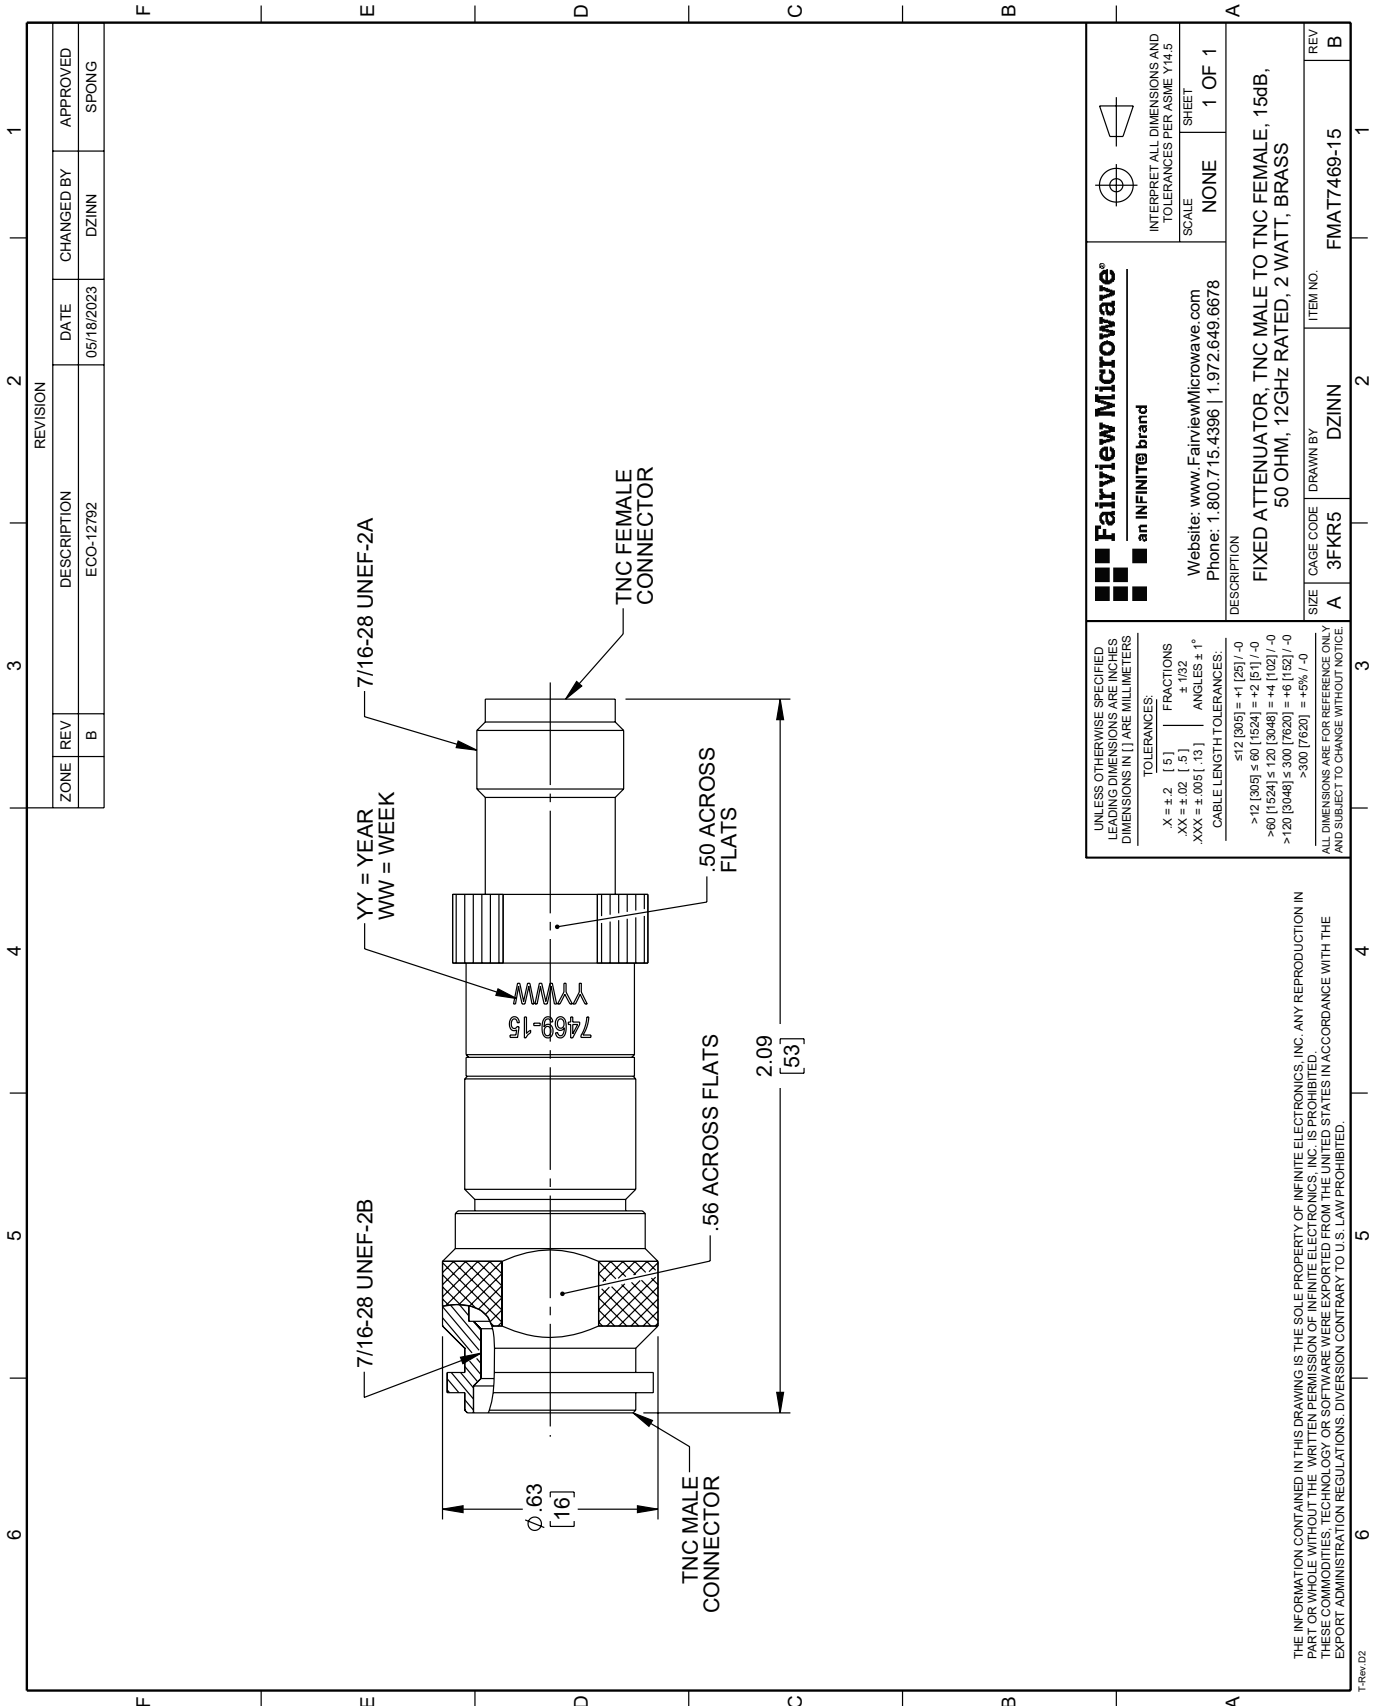 REVISION
ZONE REV DESCRIPTION DATE CHANGED BY APPROVED
B ECO-12792 05/18/2023 DZINN SPONG
6 5 4 3 2 1
F
E
D
C
B
A
7/16-28 UNEF-2B
YY = YEAR
WW = WEEK
7/16-28 UNEF-2A
7469-15
YYWW
Ø.63
[16]
TNC MALE
CONNECTOR
.56 ACROSS FLATS
.50 ACROSS
FLATS
TNC FEMALE
CONNECTOR
2.09
[53]
UNLESS OTHERWISE SPECIFIED
LEADING DIMENSIONS ARE INCHES
DIMENSIONS IN [ ] ARE MILLIMETERS
TOLERANCES:
.X = ±.2 [ 5 ] FRACTIONS
.XX = ±.02 [ .5 ] ± 1/32
.XXX = ±.005 [ .13 ] ANGLES ± 1°
CABLE LENGTH TOLERANCES:
≤12 [305] = +1 [25] / -0
>12 [305] ≤ 60 [1524] = +2 [51] / -0
>60 [1524] ≤ 120 [3048] = +4 [102] / -0
>120 [3048] ≤ 300 [7620] = +6 [152] / -0
>300 [7620] = +5% / -0
ALL DIMENSIONS ARE FOR REFERENCE ONLY
AND SUBJECT TO CHANGE WITHOUT NOTICE.
Fairview Microwave®
an INFINITE brand
Website: www.FairviewMicrowave.com
Phone: 1.800.715.4396 | 1.972.649.6678
INTERPRET ALL DIMENSIONS AND
TOLERANCES PER ASME Y14.5
SCALE NONE
SHEET 1 OF 1
DESCRIPTION
FIXED ATTENUATOR, TNC MALE TO TNC FEMALE, 15dB,
50 OHM, 12GHz RATED, 2 WATT, BRASS
SIZE A
CAGE CODE 3FKR5
DRAWN BY DZINN
ITEM NO. FMAT7469-15
REV B
THE INFORMATION CONTAINED IN THIS DRAWING IS THE SOLE PROPERTY OF INFINITE ELECTRONICS, INC. ANY REPRODUCTION IN
PART OR WHOLE WITHOUT THE WRITTEN PERMISSION OF INFINITE ELECTRONICS, INC. IS PROHIBITED.
THESE COMMODITIES, TECHNOLOGY OR SOFTWARE WERE EXPORTED FROM THE UNITED STATES IN ACCORDANCE WITH THE
EXPORT ADMINISTRATION REGULATIONS. DIVERSION CONTRARY TO U.S. LAW PROHIBITED.
F
E
D
C
B
A
6 5 4 3 2 1
T-Rev.D2